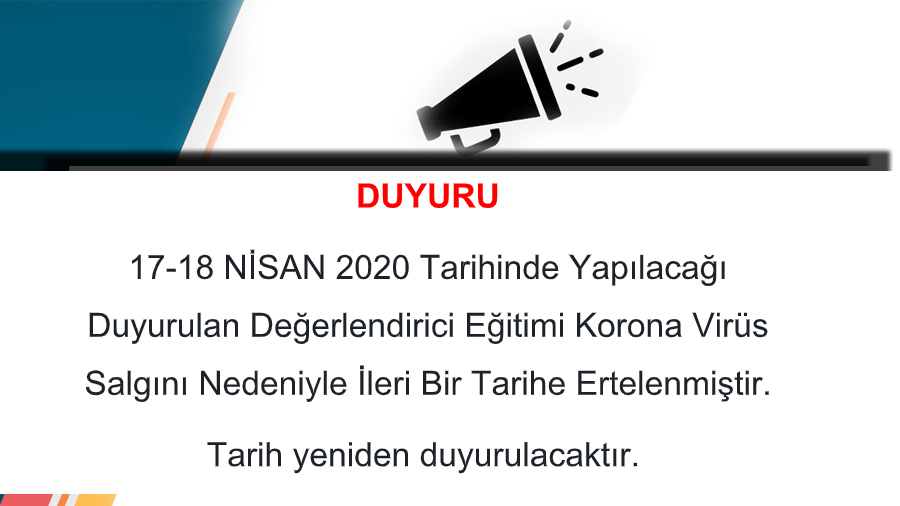 DUYURU
17-18 NİSAN 2020 Tarihinde Yapılacağı
Duyurulan Değerlendirici Eğitimi Korona Virüs
Salgını Nedeniyle İleri Bir Tarihe Ertelenmiştir.
Tarih yeniden duyurulacaktır.